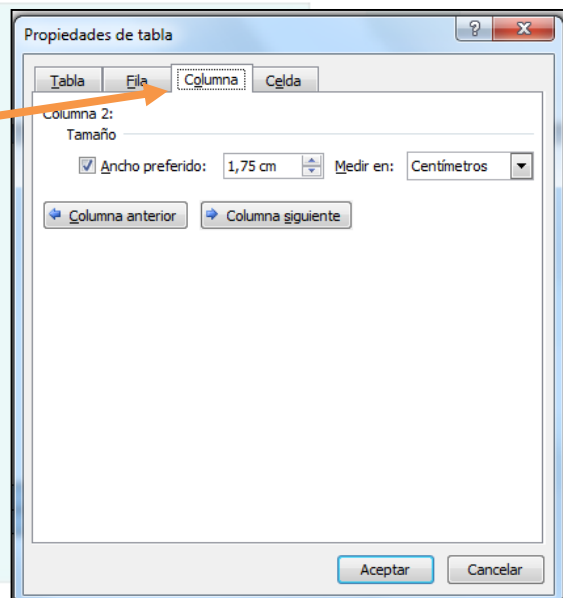 Propiedades de tabla
Tabla Fila Columna Celda
Columna 2:
Tamaño
Ancho preferido: 1,75 cm Medir en: Centímetros
Columna anterior Columna siguiente
Aceptar Cancelar